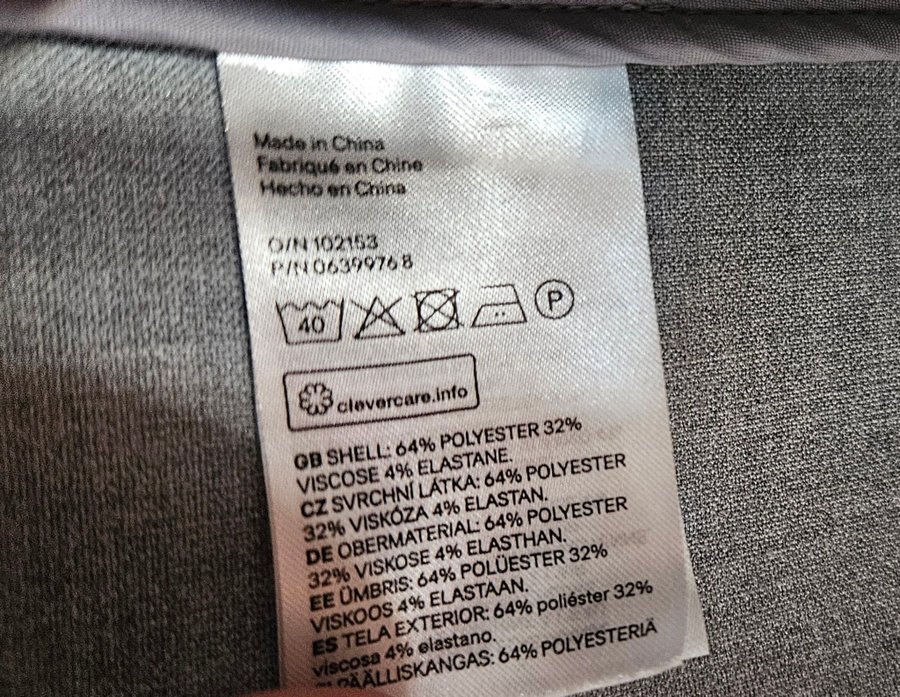 Made in China
Fabriqué en Chine
Hecho en China
O/N 102153
P/N 0639976 8
40
P
clevercare.info
GB SHELL: 64% POLYESTER 32%
VISCOSE 4% ELASTANE.
CZ SVRCHNÍ LÁTKA: 64% POLYESTER
32% VISKÓZA 4% ELASTAN.
DE OBERMATERIAL: 64% POLYESTER
32% VISKOSE 4% ELASTHAN.
EE ÜMBRIS: 64% POLÜESTER 32%
VISKOOS 4% ELASTAAN.
ES TELA EXTERIOR: 64% poliéster 32%
viscosa 4% elastano.
PÄÄLLISKANGAS: 64% POLYESTERIÄ